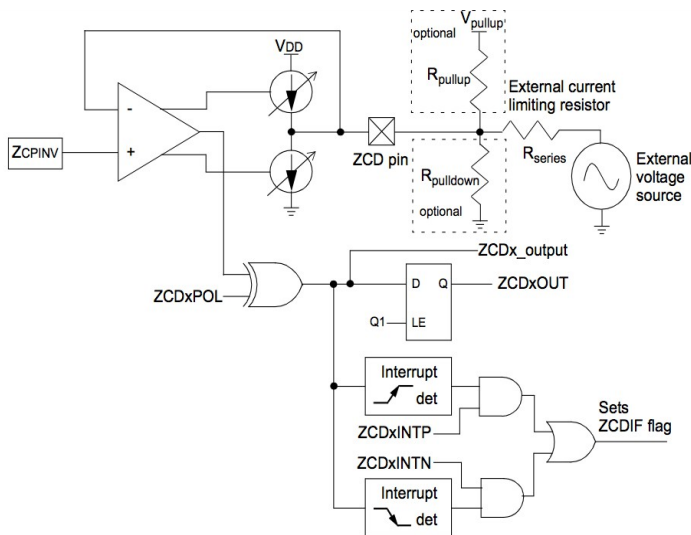 optional
Vpullup
VDD
Rpullup
External current
limiting resistor
-
ZCPINV
+
ZCD pin
Rpulldown
Rseries
optional
External
voltage
source
ZCDx_output
ZCDxPOL
D Q
ZCDxOUT
Q1
LE
Interrupt
det
ZCDxINTP
Sets
ZCDIF flag
ZCDxINTN
Interrupt
det